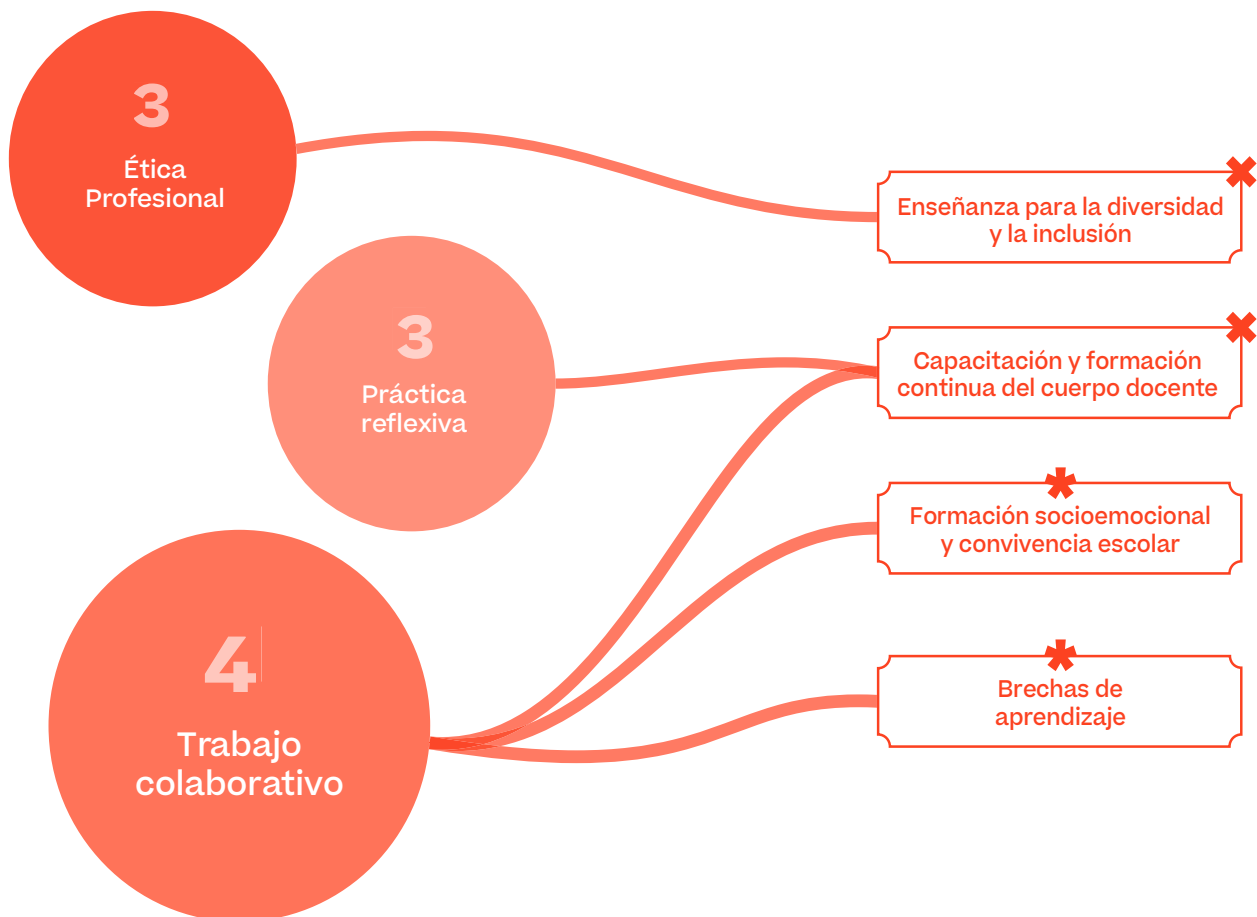 3
Ética
Profesional
Enseñanza para la diversidad
y la inclusión
3
Práctica
reflexiva
Capacitación y formación
continua del cuerpo docente
*
Formación socioemocional
y convivencia escolar
4
Trabajo
colaborativo
*
Brechas de
aprendizaje